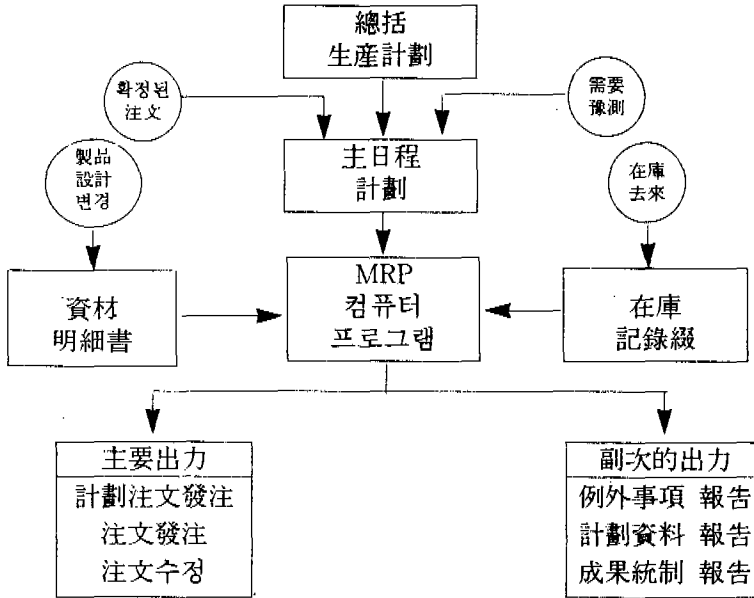 總括
生産計劃
확정된
注文
需要
豫測
主日程
計劃
製品
設計
변경
在庫
去來
資材
明細書
MRP
컴퓨터
프로그램
在庫
記錄綴
主要出力
計劃注文發注
注文發注
注文수정
副次的出力
例外事項 報告
計劃資料 報告
成果統制 報告